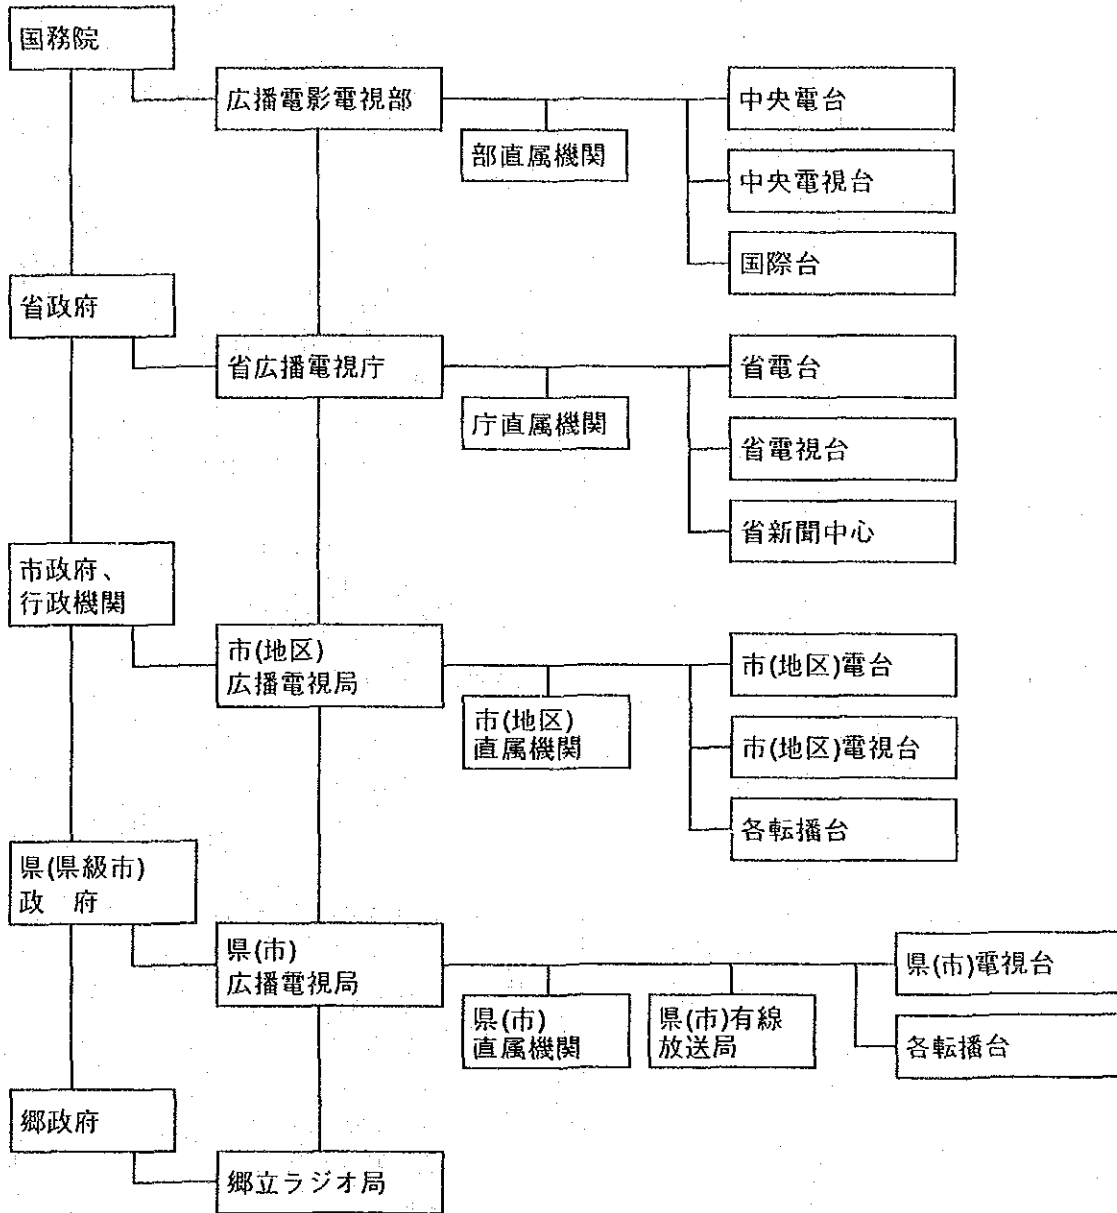 国務院
広播電影電視部
中央電台
部直属機関
中央電視台
国際台
省政府
省広播電視庁
省電台
庁直属機関
省電視台
省新聞中心
市政府、
行政機関
市(地区)
広播電視局
市(地区)電台
市(地区)
直属機関
市(地区)電視台
各転播台
県(県級市)
政　府
県(市)
広播電視局
県(市)電視台
県(市)
直属機関
県(市)有線
放送局
各転播台
郷政府
郷立ラジオ局